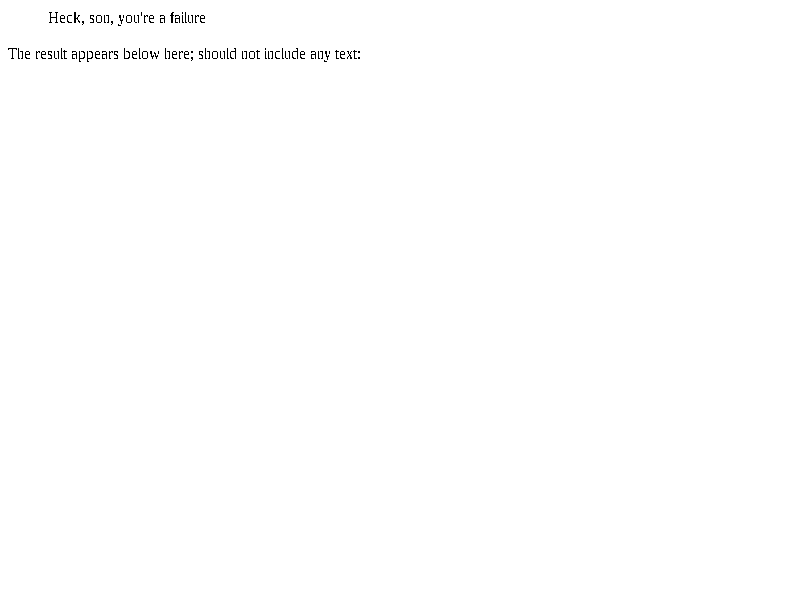 Heck, son, you're a failure
The result appears below here; should not include any text: